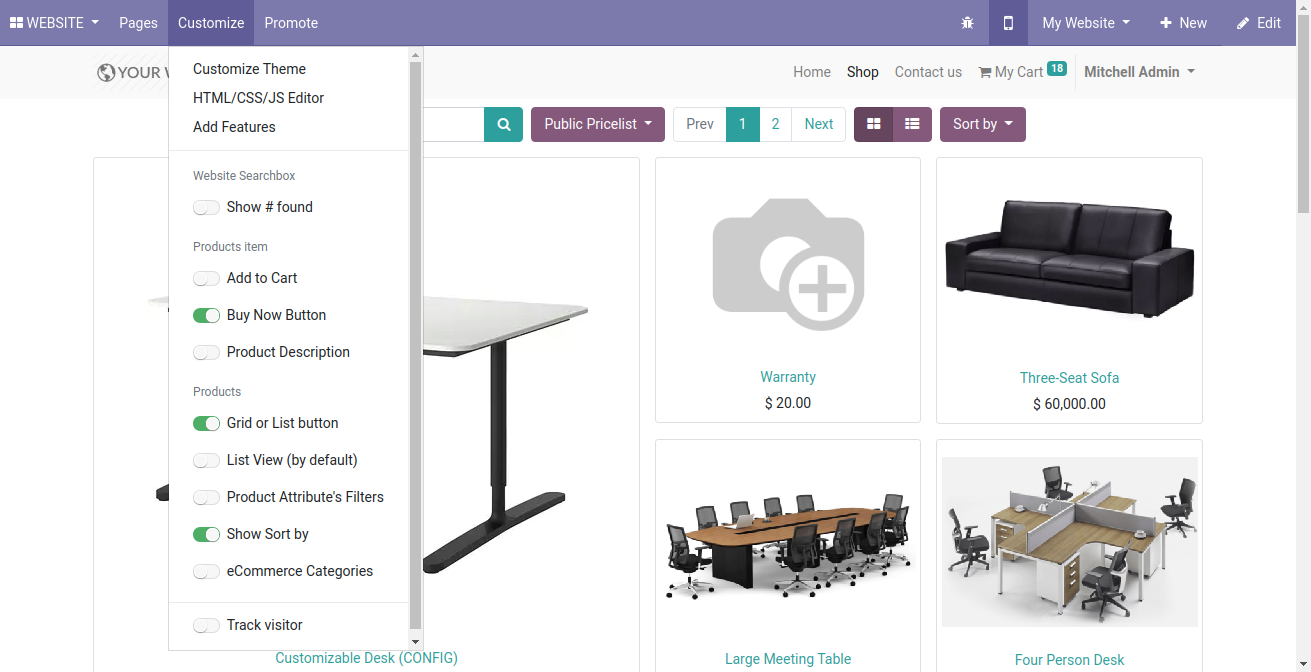 WEBSITE Pages Customize Promote My Website New Edit
YOUR W Home Shop Contact us My Cart 18 Mitchell Admin
Customize Theme
HTML/CSS/JS Editor
Add Features
Website Searchbox
Show # found
Products item
Add to Cart
Buy Now Button
Product Description
Products
Grid or List button
List View (by default)
Product Attribute's Filters
Show Sort by
eCommerce Categories
Track visitor
Public Pricelist Prev 1 2 Next Sort by
Warranty
$ 20.00
Three-Seat Sofa
$ 60,000.00
Customizable Desk (CONFIG)
Large Meeting Table
Four Person Desk